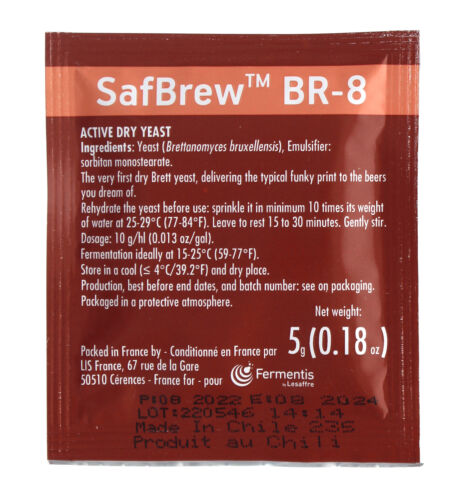 SafBrew™ BR-8
ACTIVE DRY YEAST
Ingredients: Yeast (Brettanomyces bruxellensis), Emulsifier:
sorbitan monostearate.
The very first dry Brett yeast, delivering the typical funky print to the beers
you dream of.
Rehydrate the yeast before use: sprinkle it in minimum 10 times its weight
of water at 25-29°C (77-84°F). Leave to rest 15 to 30 minutes. Gently stir.
Dosage: 10 g/hl (0.013 oz/gal).
Fermentation ideally at 15-25°C (59-77°F).
Store in a cool (≤ 4°C/39.2°F) and dry place.
Production, best before end dates, and batch number: see on packaging.
Packaged in a protective atmosphere.
Net weight:
5g (0.18 oz)
Packed in France by - Conditionné en France par
LIS France, 67 rue de la Gare
50510 Cérences - France for - pour
Fermentis
by Lesaffre
P:08 2022 E:08 2024
LOT:220546 14:14
Made In Chile 235
Produit au Chili